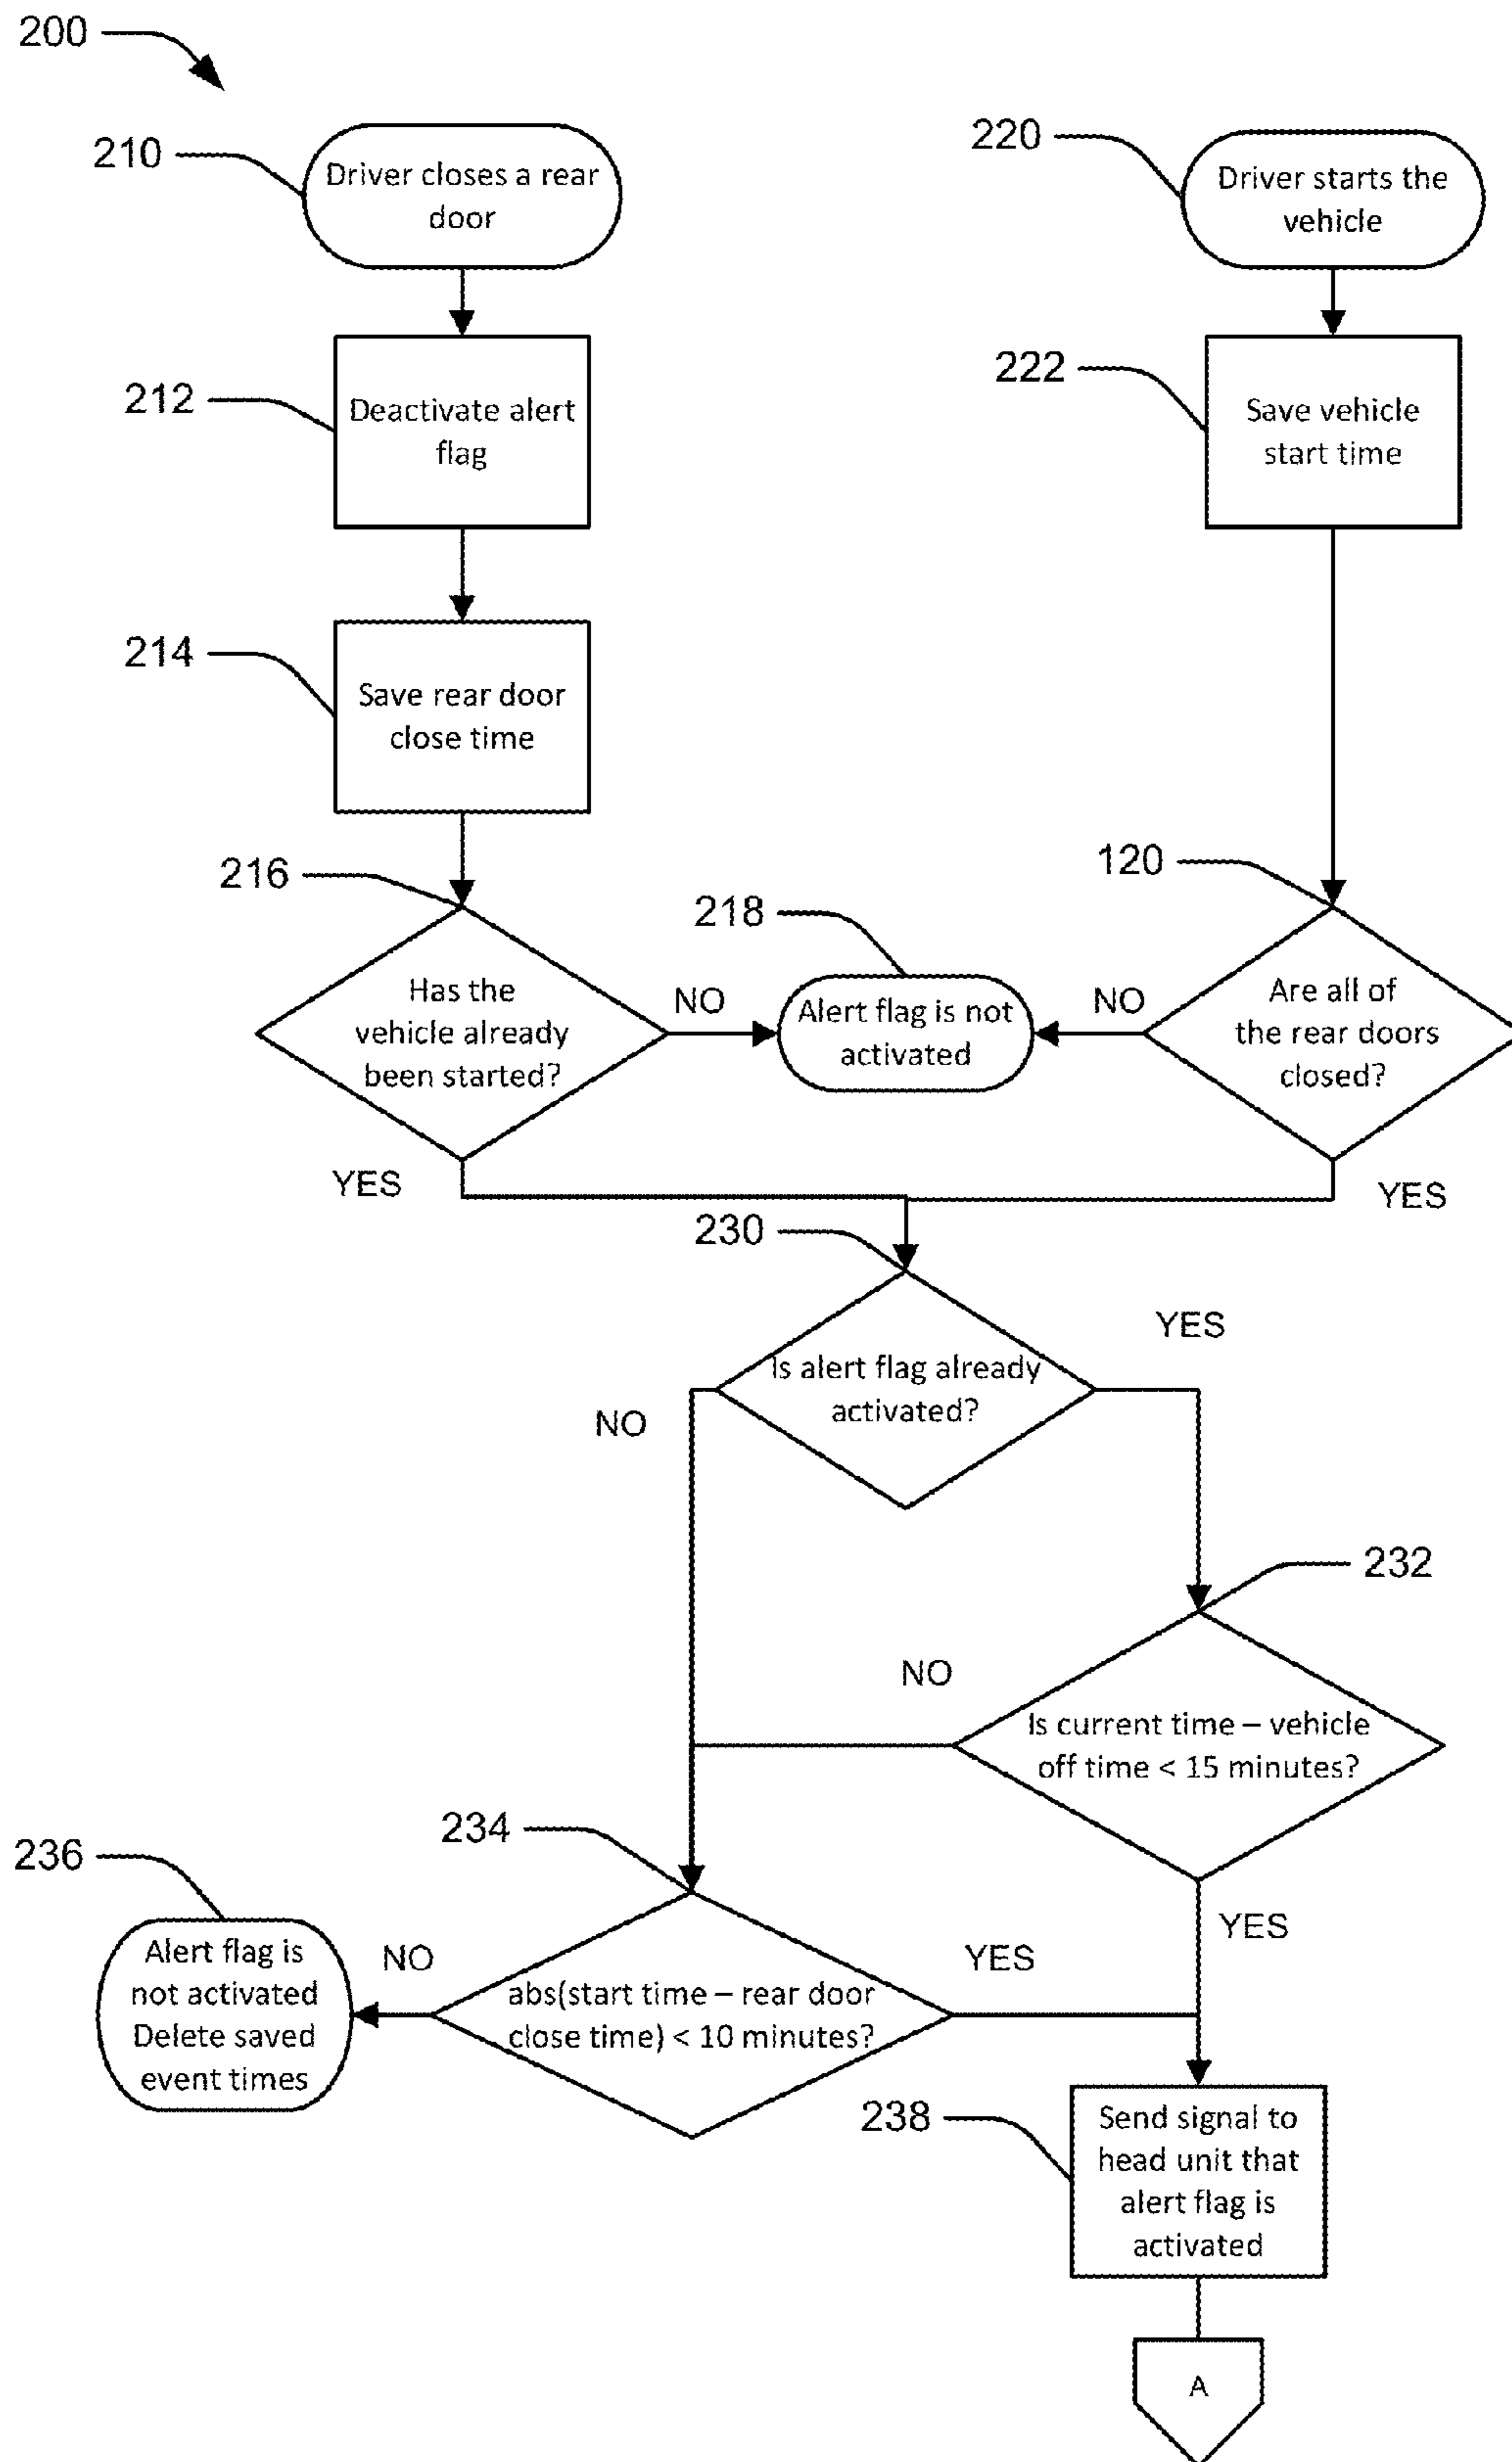 200
210
Driver closes a rear
door
220
Driver starts the
vehicle
212
Deactivate alert
flag
222
Save vehicle
start time
214
Save rear door
close time
216
Has the
vehicle already
been started?
NO
YES
218
Alert flag is not
activated
120
Are all of
the rear doors
closed?
NO
YES
230
Is alert flag already
activated?
YES
NO
232
Is current time – vehicle
off time < 15 minutes?
NO
YES
234
abs(start time – rear door
close time) < 10 minutes?
YES
NO
236
Alert flag is
not activated
Delete saved
event times
238
Send signal to
head unit that
alert flag is
activated
A